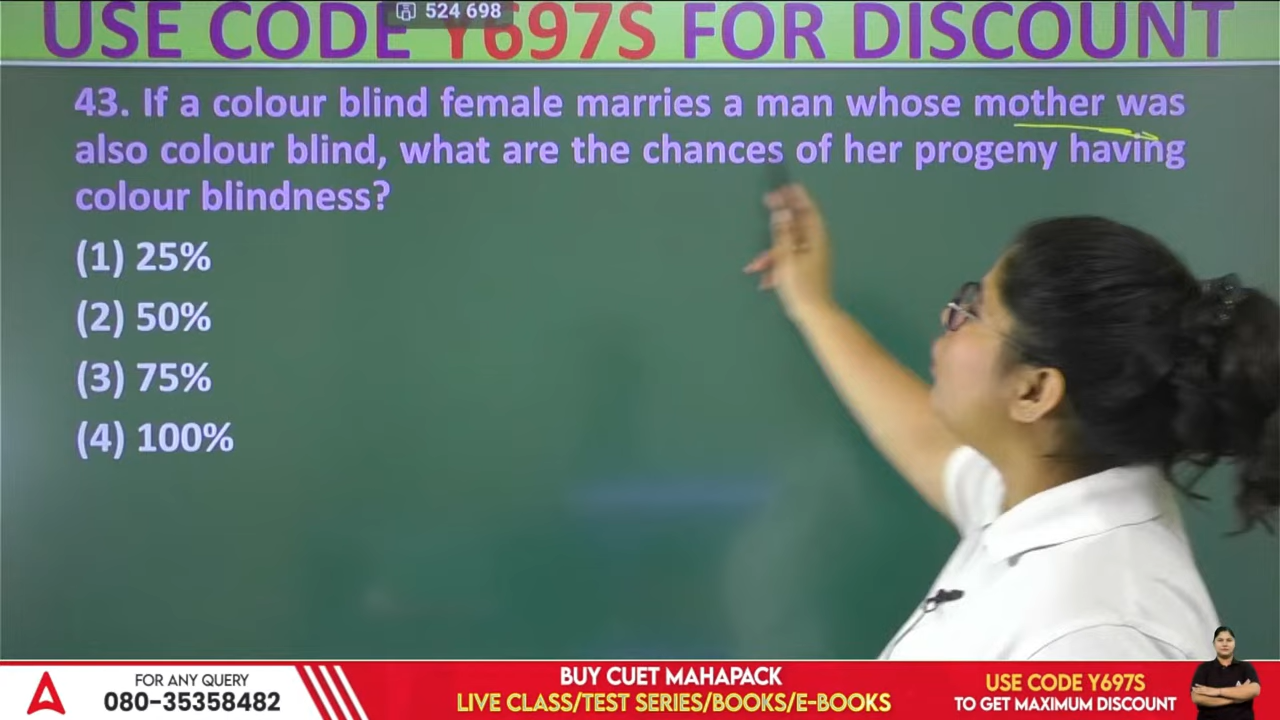 USE CODE Y697S FOR DISCOUNT
524 698
43. If a colour blind female marries a man whose mother was
also colour blind, what are the chances of her progeny having
colour blindness?
(1) 25%
(2) 50%
(3) 75%
(4) 100%
FOR ANY QUERY
080-35358482
BUY CUET MAHAPACK
LIVE CLASS/TEST SERIES/BOOKS/E-BOOKS
USE CODE Y697S
TO GET MAXIMUM DISCOUNT